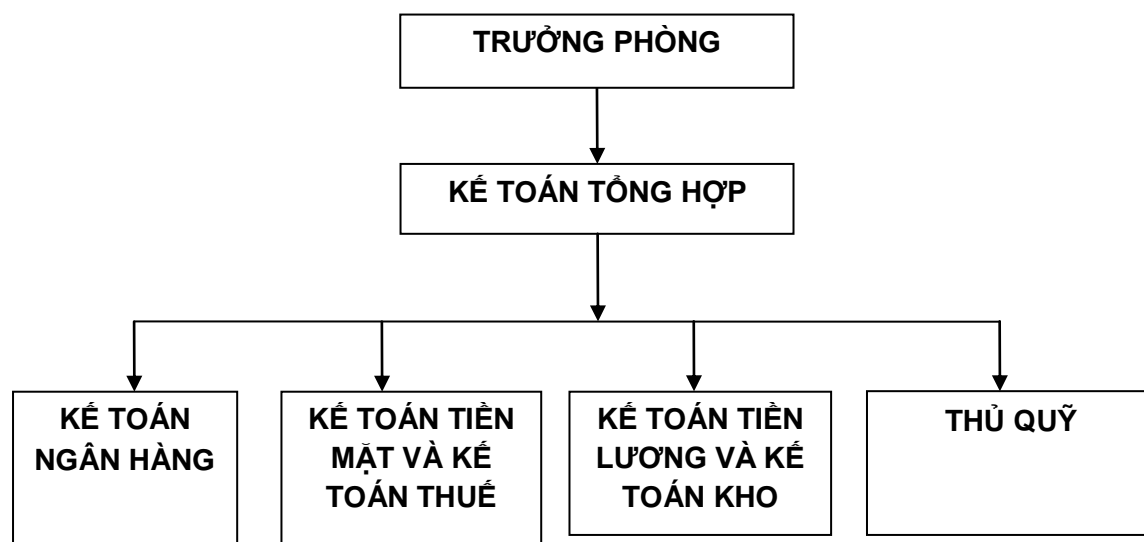 TRƯỞNG PHÒNG
KẾ TOÁN TỔNG HỢP
KẾ TOÁN
NGÂN HÀNG
KẾ TOÁN TIỀN
MẶT VÀ KẾ
TOÁN THUẾ
KẾ TOÁN TIỀN
LƯƠNG VÀ KẾ
TOÁN KHO
THỦ QUỸ